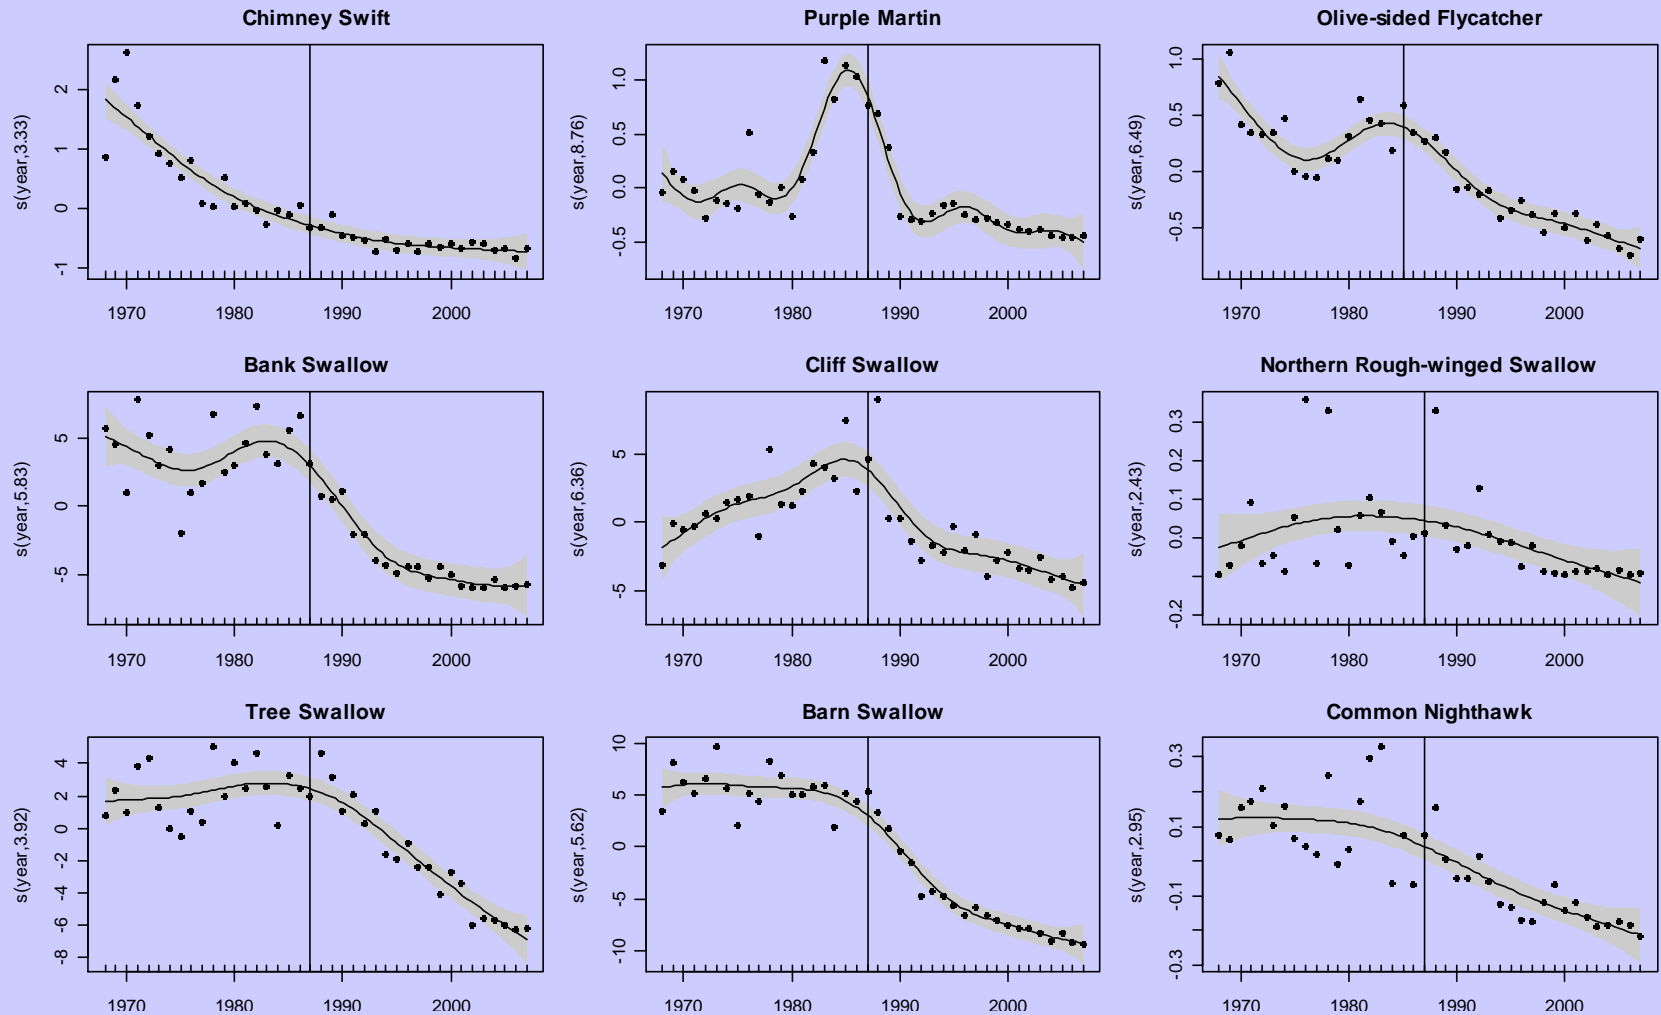 Chimney Swift
s(year,3.33)
2
1
0
-1
1970 1980 1990 2000
Purple Martin
s(year,8.76)
1.0
0.5
0.0
-0.5
1970 1980 1990 2000
Olive-sided Flycatcher
s(year,6.49)
1.0
0.5
0.0
-0.5
1970 1980 1990 2000
Bank Swallow
s(year,5.83)
5
0
-5
1970 1980 1990 2000
Cliff Swallow
s(year,6.36)
5
0
-5
1970 1980 1990 2000
Northern Rough-winged Swallow
s(year,2.43)
0.3
0.2
0.1
0.0
-0.2
1970 1980 1990 2000
Tree Swallow
s(year,3.92)
4
2
0
-2
-4
-6
-8
1970 1980 1990 2000
Barn Swallow
s(year,5.62)
10
5
0
-5
-10
1970 1980 1990 2000
Common Nighthawk
s(year,2.95)
0.3
0.1
-0.1
-0.3
1970 1980 1990 2000